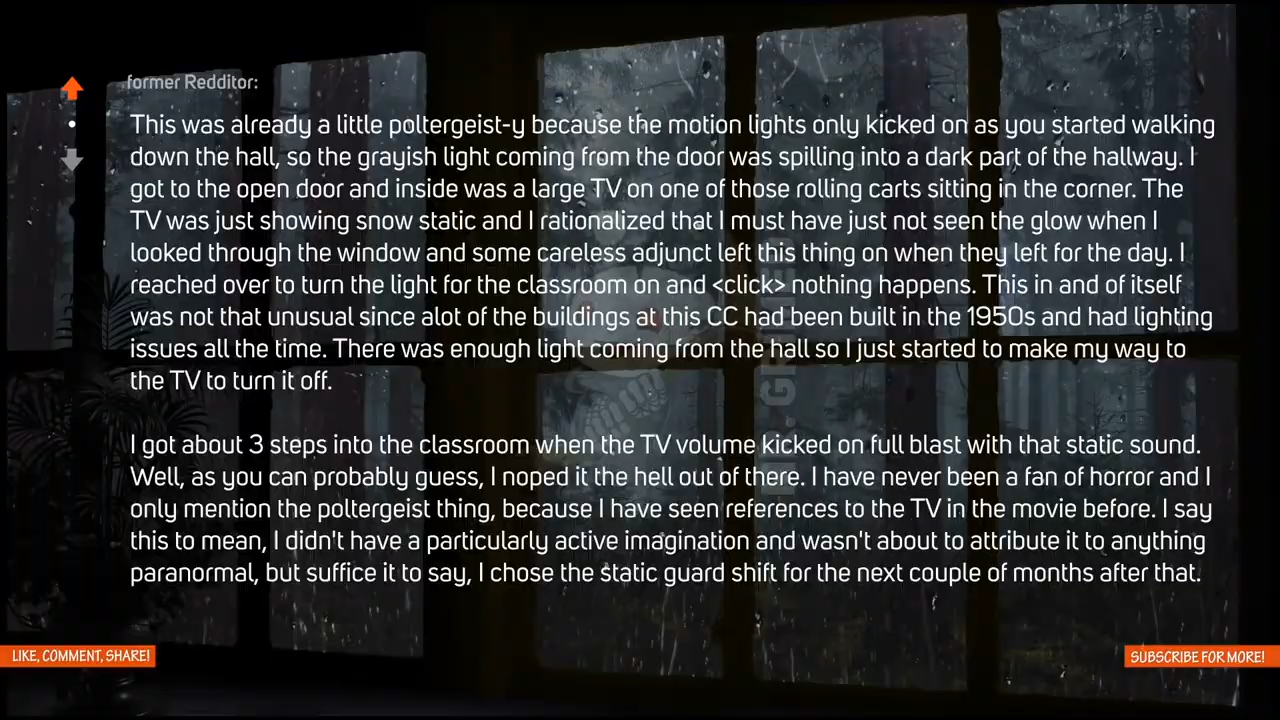 former Redditor:
This was already a little poltergeist-y because the motion lights only kicked on as you started walking
down the hall, so the grayish light coming from the door was spilling into a dark part of the hallway. I
got to the open door and inside was a large TV on one of those rolling carts sitting in the corner. The
TV was just showing snow static and I rationalized that I must have just not seen the glow when I
looked through the window and some careless adjunct left this thing on when they left for the day. I
reached over to turn the light for the classroom on and <click> nothing happens. This in and of itself
was not that unusual since alot of the buildings at this CC had been built in the 1950s and had lighting
issues all the time. There was enough light coming from the hall so I just started to make my way to
the TV to turn it off.
I got about 3 steps into the classroom when the TV volume kicked on full blast with that static sound.
Well, as you can probably guess, I noped it the hell out of there. I have never been a fan of horror and I
only mention the poltergeist thing, because I have seen references to the TV in the movie before. I say
this to mean, I didn't have a particularly active imagination and wasn't about to attribute it to anything
paranormal, but suffice it to say, I chose the static guard shift for the next couple of months after that.
LIKE, COMMENT, SHARE!
SUBSCRIBE FOR MORE!